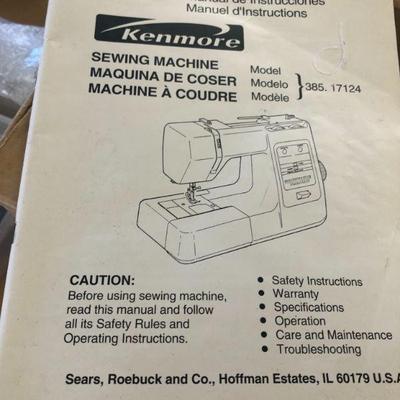 de Instrucciones
Manuel d'Instructions
Kenmore
SEWING MACHINE
MAQUINA DE COSER
MACHINE À COUDRE
Model
Modelo
Modèle
385. 17124
CAUTION:
Before using sewing machine,
read this manual and follow
all its Safety Rules and
Operating Instructions.
• Safety Instructions
• Warranty
• Specifications
• Operation
• Care and Maintenance
• Troubleshooting
Sears, Roebuck and Co., Hoffman Estates, IL 60179 U.S.A